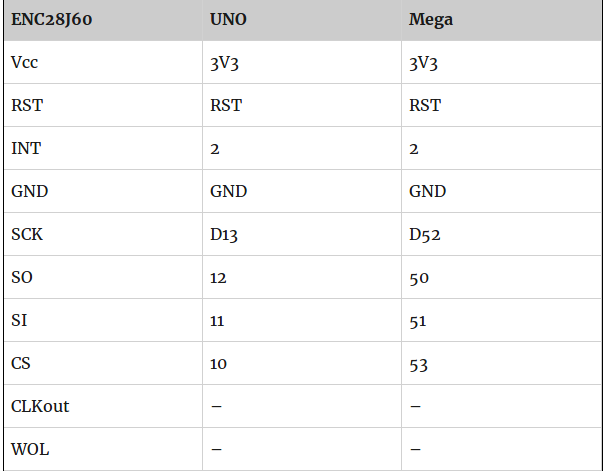 ENC28J60 UNO Mega
Vcc 3V3 3V3
RST RST RST
INT 2 2
GND GND GND
SCK D13 D52
SO 12 50
SI 11 51
CS 10 53
CLKout – –
WOL – –